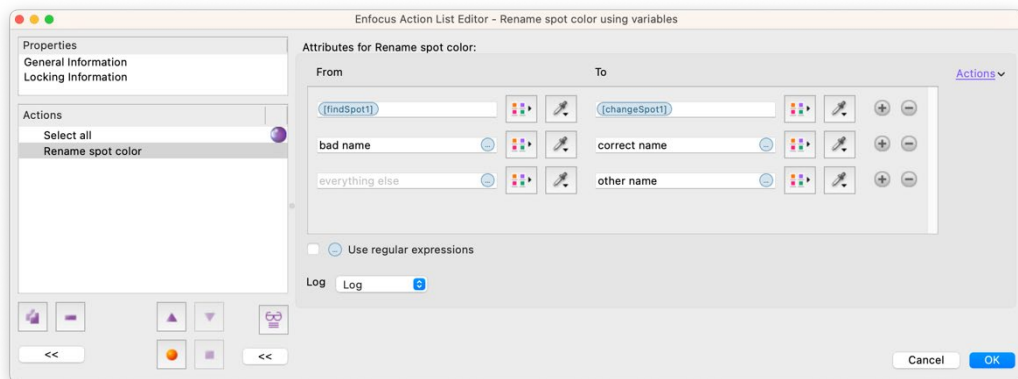 Enfocus Action List Editor - Rename spot color using variables
Properties
General Information
Locking Information
Actions
Select all
Rename spot color
<<
<<
Attributes for Rename spot color:
From To
Actions
[findSpot1] [changeSpot1]
bad name correct name
everything else other name
Use regular expressions
Log Log
Cancel OK